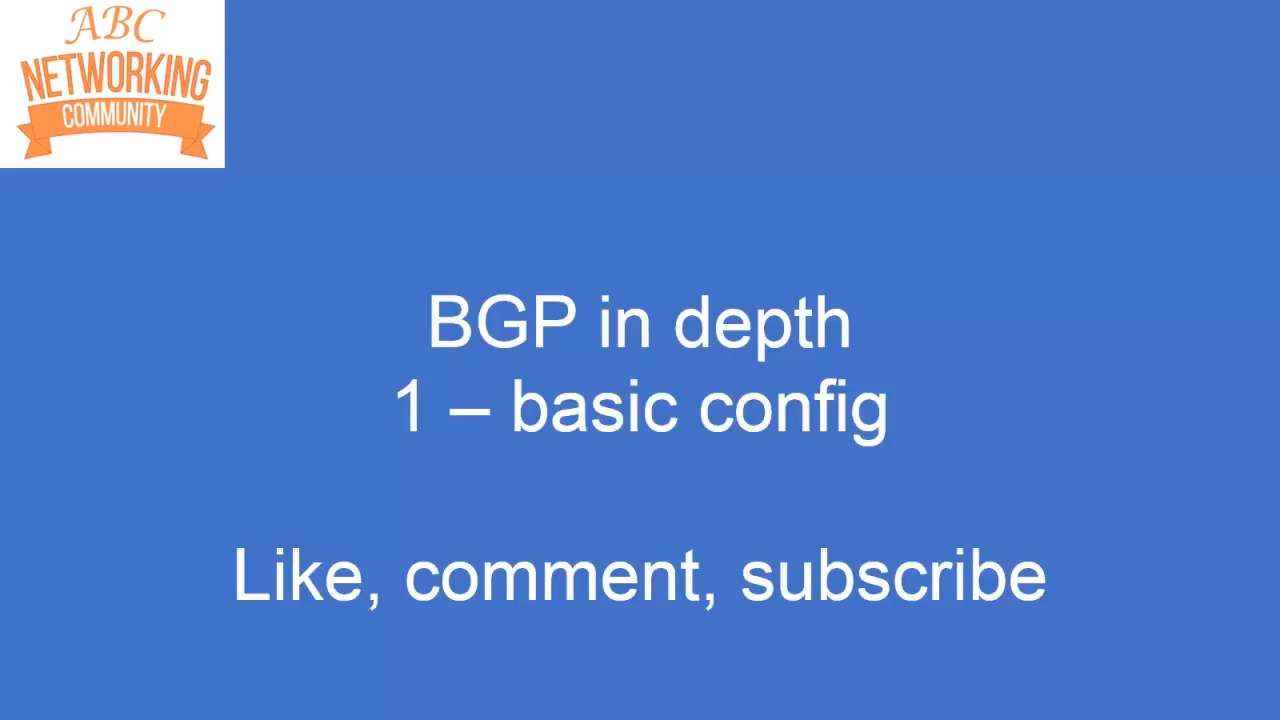 ABC
NETWORKING
COMMUNITY
BGP in depth
1 – basic config
Like, comment, subscribe